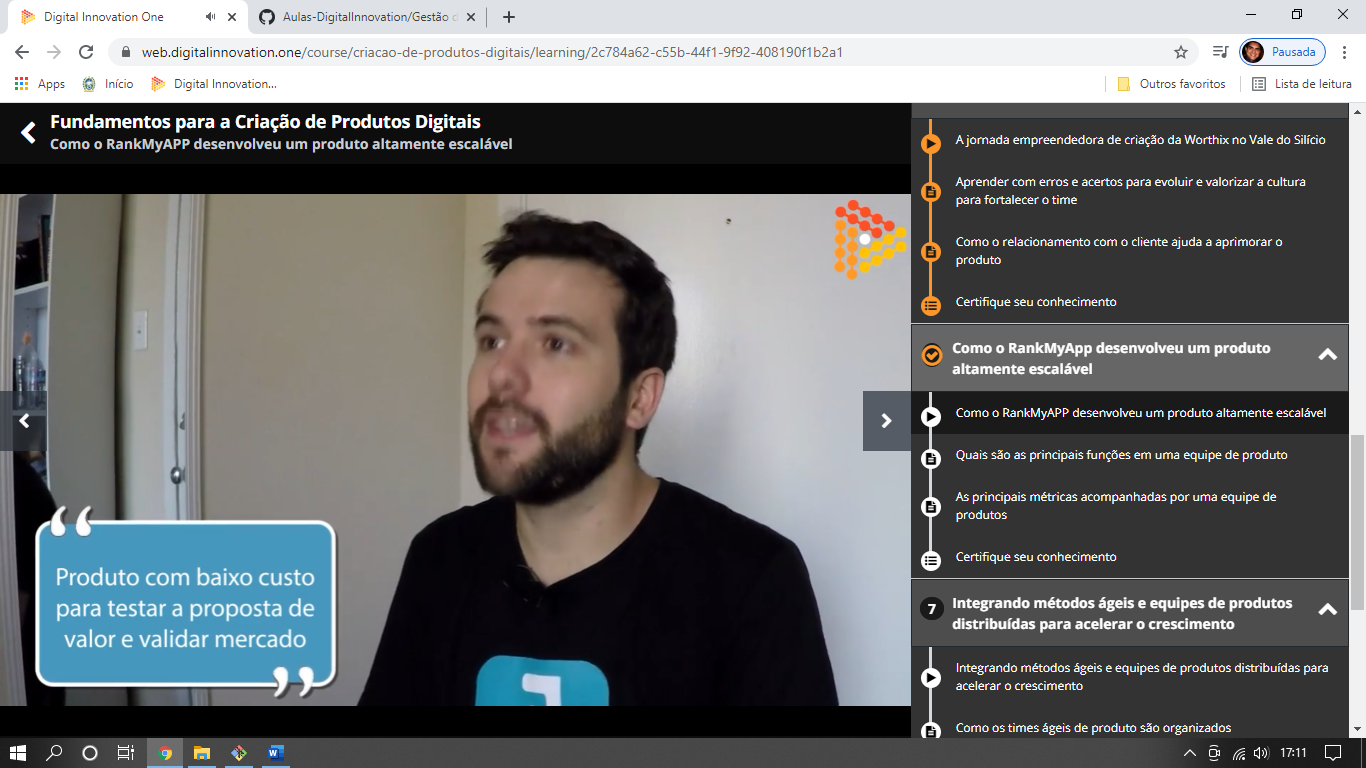 Digital Innovation One
Aulas-DigitalInnovation/Gestão
web.digitalinnovation.one/course/criacao-de-produtos-digitais/learning/2c784a62-c55b-44f1-9f92-408190f1b2a1
Pausada
Apps
Início
Digital Innovation...
Outros favoritos
Lista de leitura
Fundamentos para a Criação de Produtos Digitais
Como o RankMyAPP desenvolveu um produto altamente escalável
Produto com baixo custo
para testar a proposta de
valor e validar mercado
A jornada empreendedora de criação da Worthix no Vale do Silício
Aprender com erros e acertos para evoluir e valorizar a cultura
para fortalecer o time
Como o relacionamento com o cliente ajuda a aprimorar o
produto
Certifique seu conhecimento
Como o RankMyApp desenvolveu um produto
altamente escalável
Como o RankMyAPP desenvolveu um produto altamente escalável
Quais são as principais funções em uma equipe de produto
As principais métricas acompanhadas por uma equipe de
produtos
Certifique seu conhecimento
7
Integrando métodos ágeis e equipes de produtos
distribuídas para acelerar o crescimento
Integrando métodos ágeis e equipes de produtos distribuídas para
acelerar o crescimento
Como os times ágeis de produto são organizados
17:11